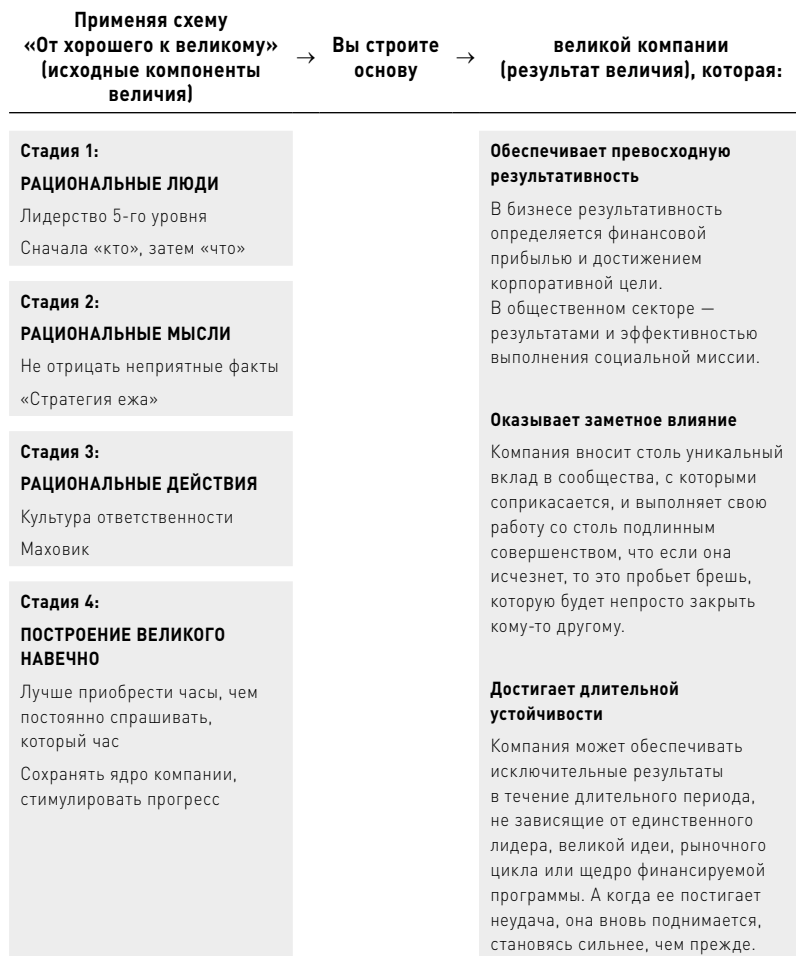 Применяя схему
«От хорошего к великому»
(исходные компоненты
величия)
→
Вы строите
основу
→
великой компании
(результат величия), которая:
Стадия 1:
РАЦИОНАЛЬНЫЕ ЛЮДИ
Лидерство 5-го уровня
Сначала «кто», затем «что»
Стадия 2:
РАЦИОНАЛЬНЫЕ МЫСЛИ
Не отрицать неприятные факты
«Стратегия ежа»
Стадия 3:
РАЦИОНАЛЬНЫЕ ДЕЙСТВИЯ
Культура ответственности
Маховик
Стадия 4:
ПОСТРОЕНИЕ ВЕЛИКОГО
НАВЕЧНО
Лучше приобрести часы, чем
постоянно спрашивать,
который час
Сохранять ядро компании,
стимулировать прогресс
Обеспечивает превосходную
результативность
В бизнесе результативность
определяется финансовой
прибылью и достижением
корпоративной цели.
В общественном секторе —
результатами и эффективностью
выполнения социальной миссии.
Оказывает заметное влияние
Компания вносит столь уникальный
вклад в сообщества, с которыми
соприкасается, и выполняет свою
работу со столь подлинным
совершенством, что если она
исчезнет, то это пробьет брешь,
которую будет непросто закрыть
кому-то другому.
Достигает длительной
устойчивости
Компания может обеспечивать
исключительные результаты
в течение длительного периода,
не зависящие от единственного
лидера, великой идеи, рыночного
цикла или щедро финансируемой
программы. А когда ее постигает
неудача, она вновь поднимается,
становясь сильнее, чем прежде.